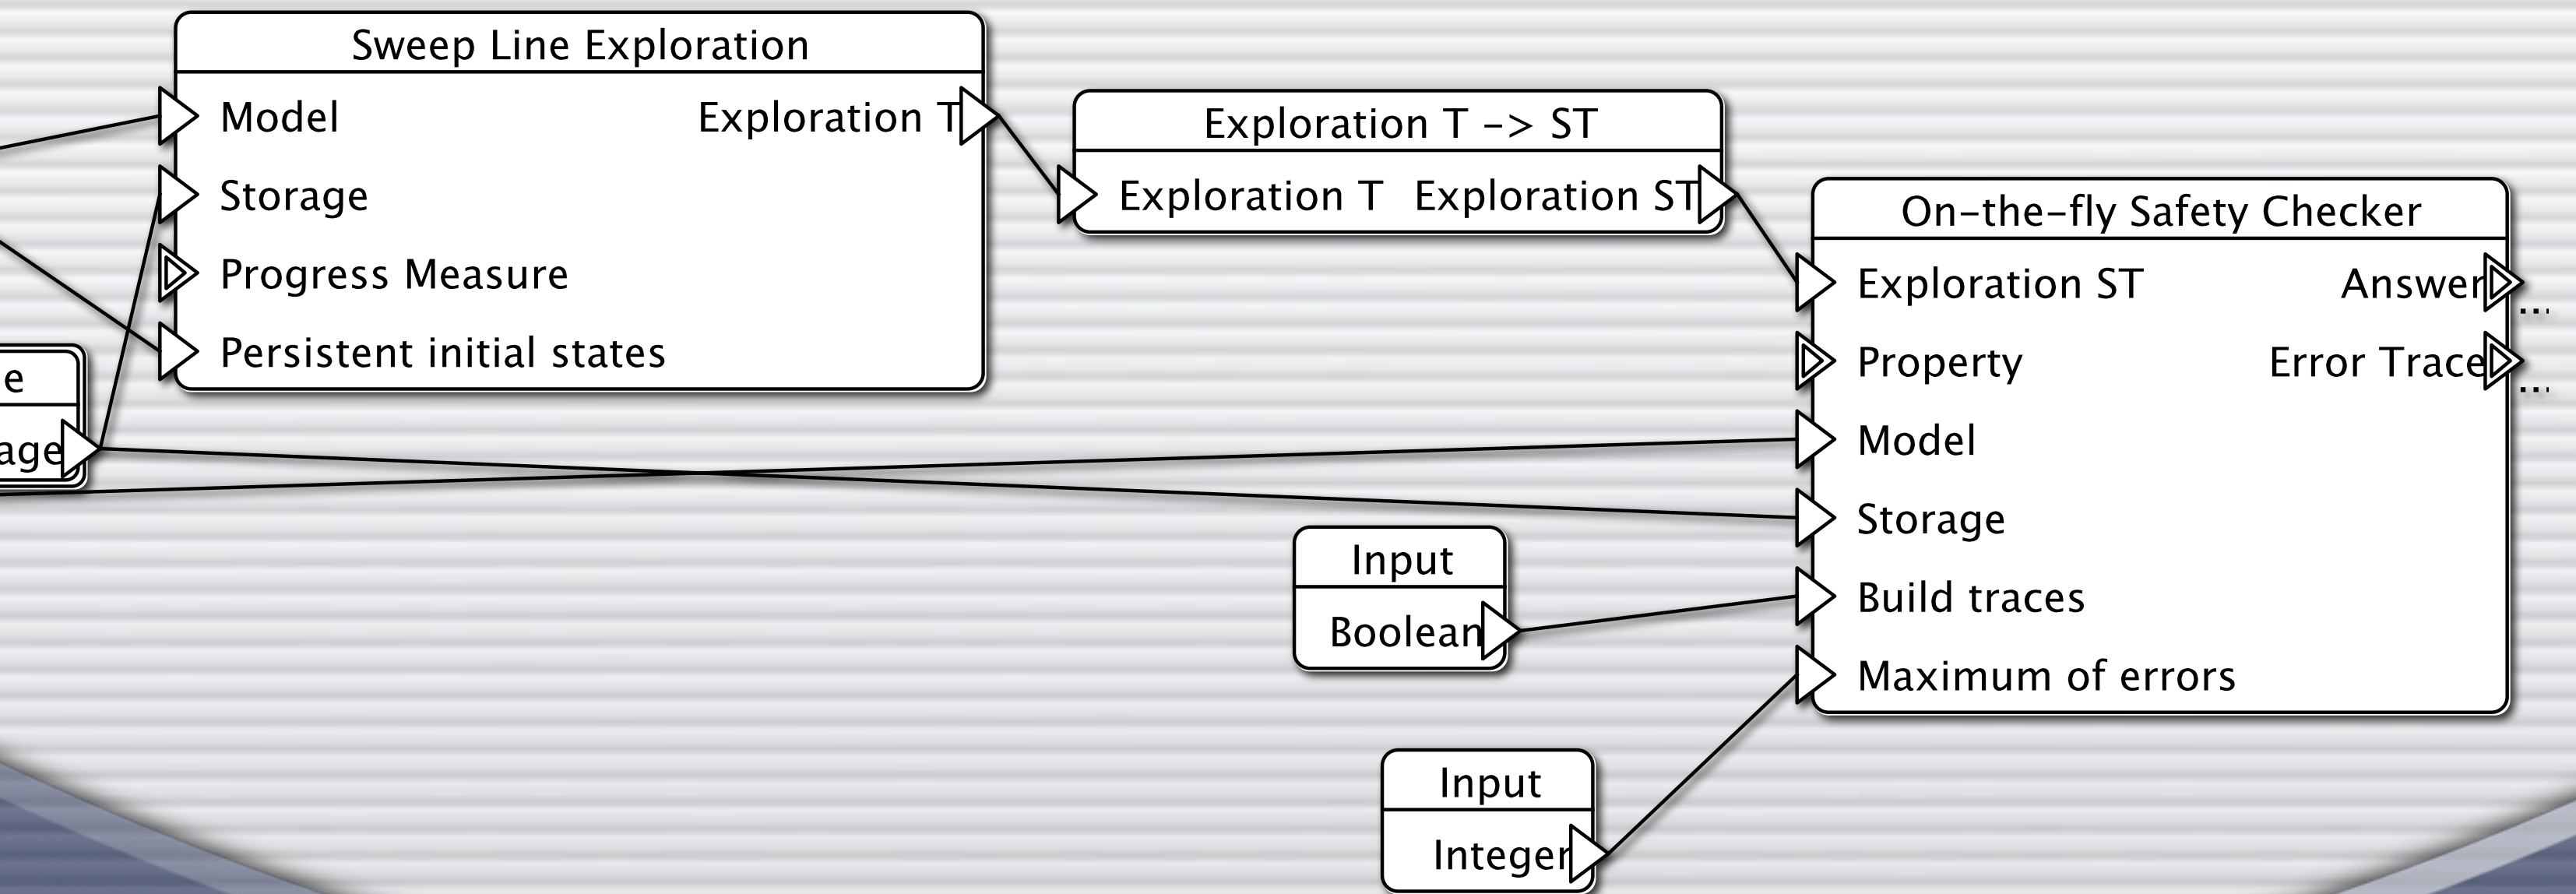 Sweep Line Exploration
Model
Exploration T
Storage
Progress Measure
Persistent initial states
Exploration T -> ST
Exploration T
Exploration ST
On-the-fly Safety Checker
Exploration ST
Answer
...
Property
Error Trace
...
Model
Storage
Build traces
Maximum of errors
Input
Boolean
Input
Integer